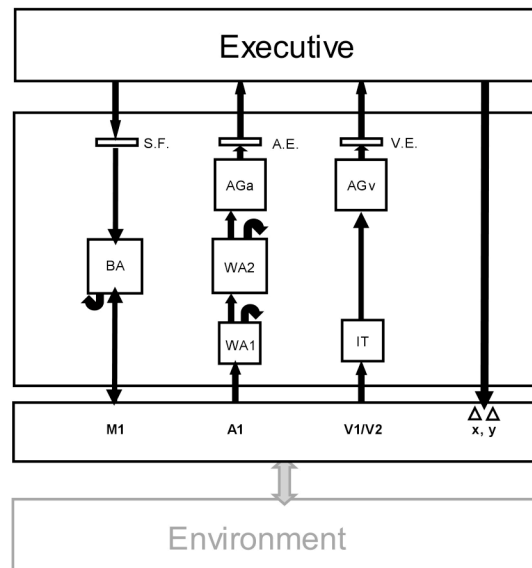 Executive
S.F.
A.E.
V.E.
AGa
AGv
BA
WA2
WA1
IT
M1
A1
V1/V2
Δ Δ
x, y
Environment